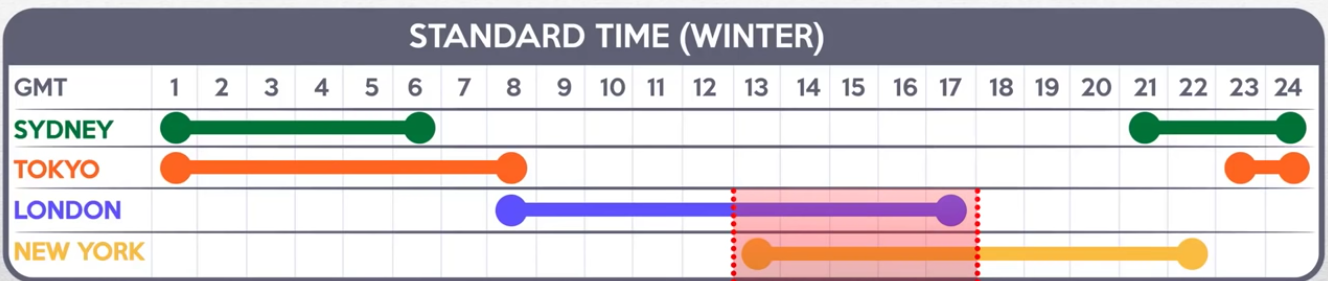 STANDARD TIME (WINTER)
GMT 1 2 3 4 5 6 7 8 9 10 11 12 13 14 15 16 17 18 19 20 21 22 23 24
SYDNEY
TOKYO
LONDON
NEW YORK